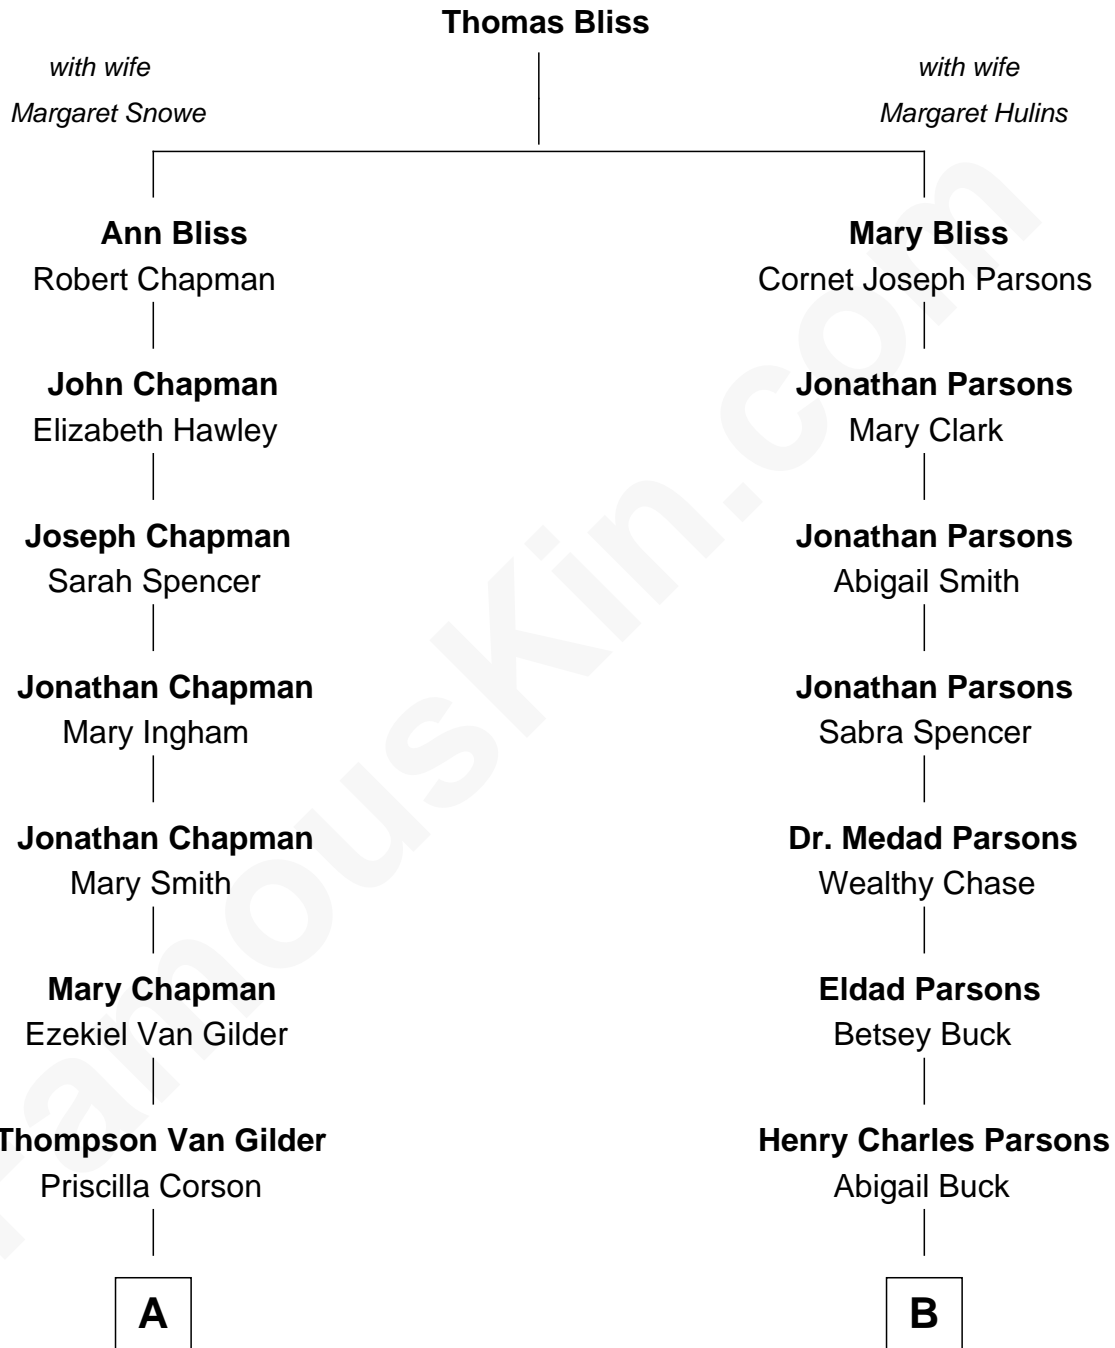 Thomas Bliss
with wife
Margaret Snowe
with wife
Margaret Hulins
Ann Bliss
Robert Chapman
Mary Bliss
Cornet Joseph Parsons
John Chapman
Elizabeth Hawley
Jonathan Parsons
Mary Clark
Joseph Chapman
Sarah Spencer
Jonathan Parsons
Abigail Smith
Jonathan Chapman
Mary Ingham
Jonathan Parsons
Sabra Spencer
Jonathan Chapman
Mary Smith
Dr. Medad Parsons
Wealthy Chase
Mary Chapman
Ezekiel Van Gilder
Eldad Parsons
Betsey Buck
Thompson Van Gilder
Priscilla Corson
Henry Charles Parsons
Abigail Buck
A
B
FamousKin.com